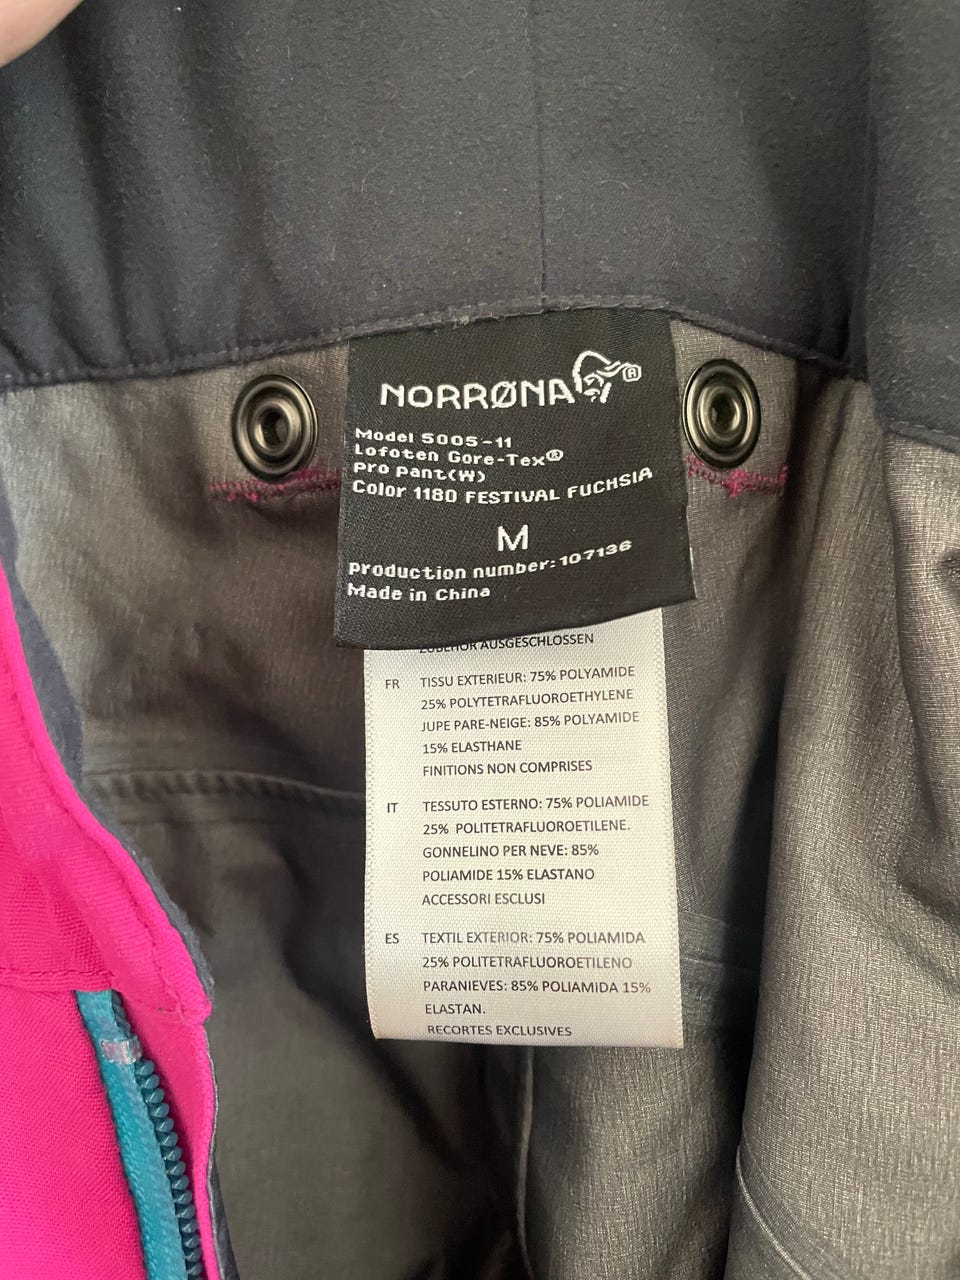 NORRØNA®
Model 5005-11
Lofoten Gore-Tex®
Pro Pant(W)
Color 1180 FESTIVAL FUCHSIA
M
production number: 107136
Made in China
ZUBEHÖR AUSGESCHLOSSEN
FR TISSU EXTERIEUR: 75% POLYAMIDE
25% POLYTETRAFLUOROETHYLENE
JUPE PARE-NEIGE: 85% POLYAMIDE
15% ELASTHANE
FINITIONS NON COMPRISES
IT TESSUTO ESTERNO: 75% POLIAMIDE
25% POLITETRAFLUOROETILENE.
GONNELINO PER NEVE: 85%
POLIAMIDE 15% ELASTANO
ACCESSORI ESCLUSI
ES TEXTIL EXTERIOR: 75% POLIAMIDA
25% POLITETRAFLUOROETILENO
PARANIEVES: 85% POLIAMIDA 15%
ELASTAN.
RECORTES EXCLUSIVES